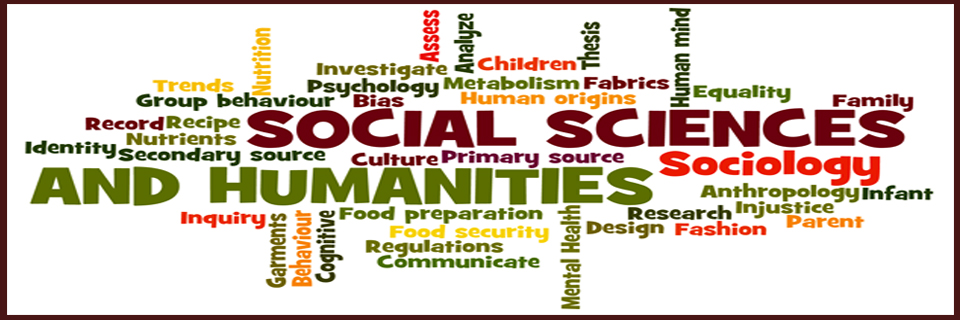 Assess
Analyze
Thesis
Human mind
Nutrition
Children
Investigate
Trends
Psychology
Metabolism
Fabrics
Equality
Group behaviour
Bias
Human origins
Family
Record
Recipe
SOCIAL SCIENCES
Nutrients
Identity
Secondary source
Culture
Primary source
Sociology
AND HUMANITIES
Anthropology
Infant
Inquiry
Garments
Behaviour
Cognitive
Food preparation
Mental Health
Research
Injustice
Food security
Design
Fashion
Parent
Regulations
Communicate